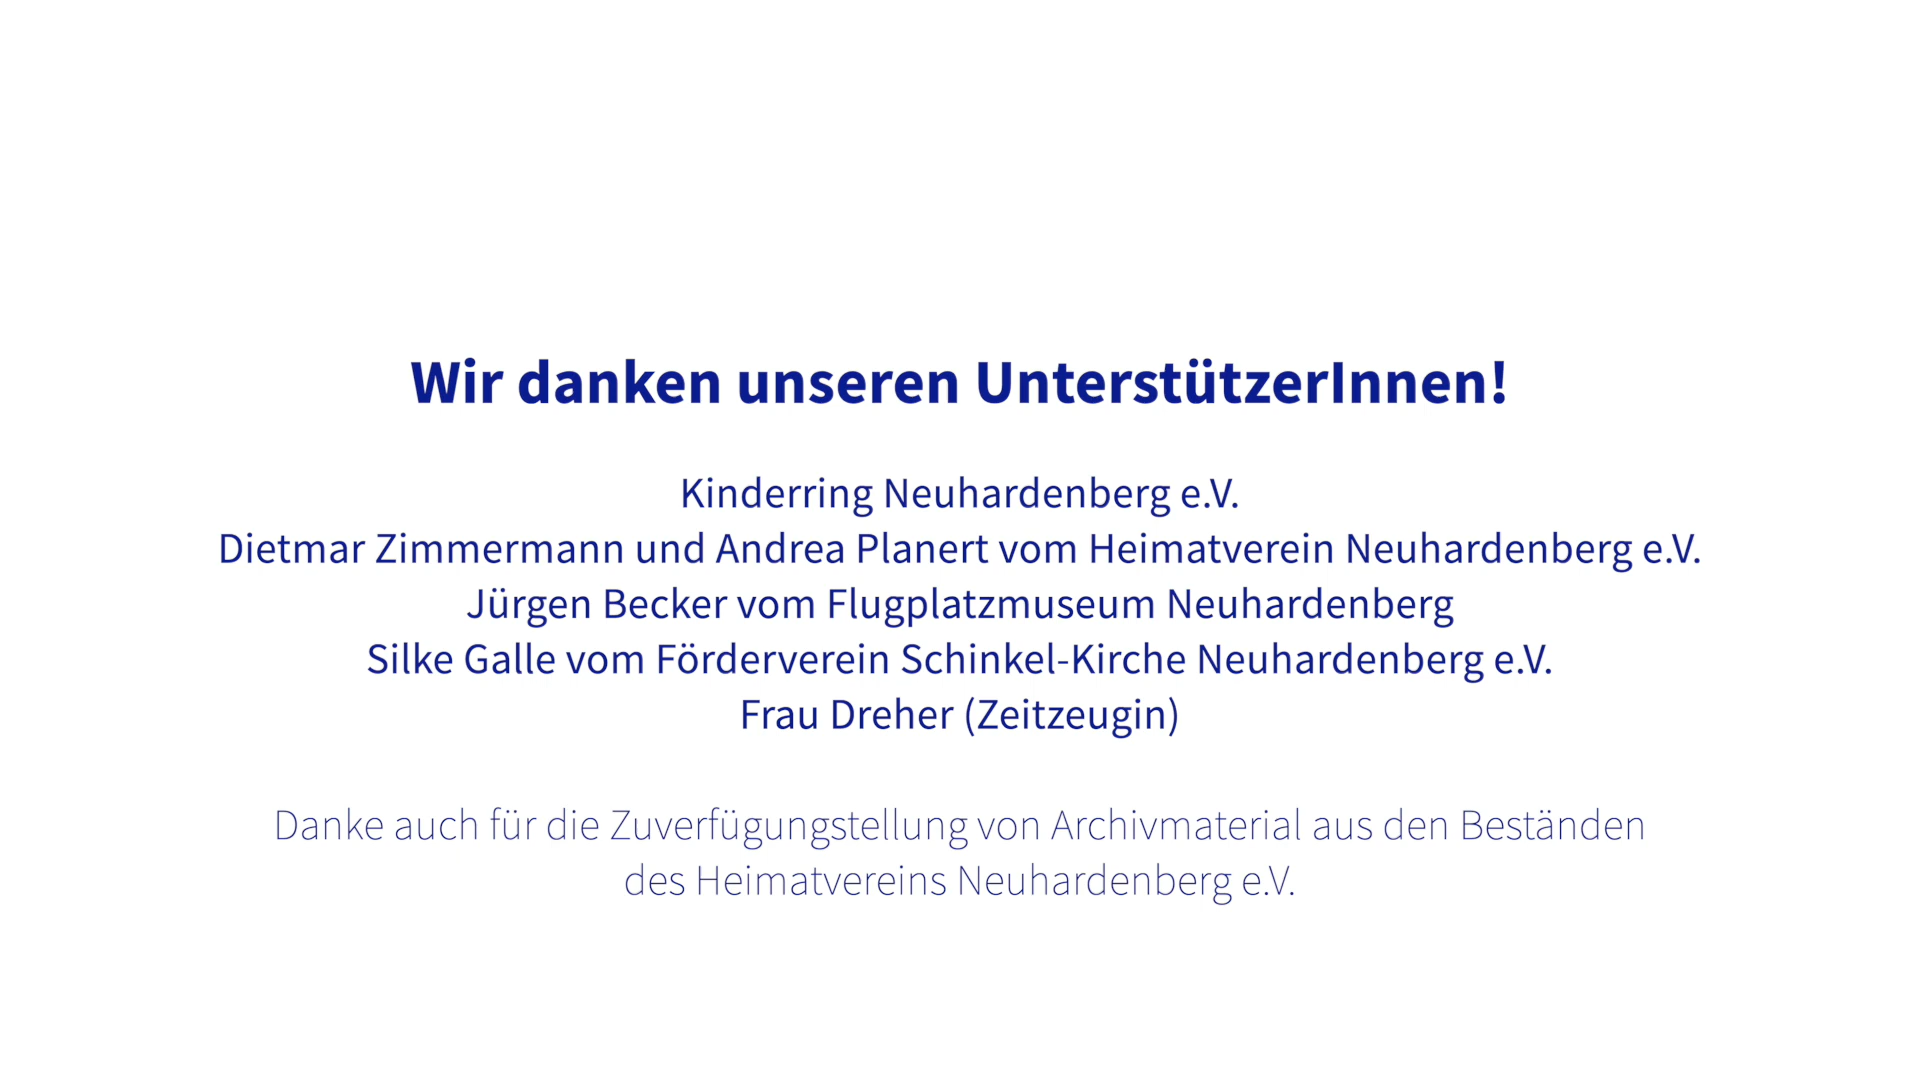 Wir danken unseren UnterstützerInnen!
Kinderring Neuhardenberg e.V.
Dietmar Zimmermann und Andrea Planert vom Heimatverein Neuhardenberg e.V.
Jürgen Becker vom Flugplatzmuseum Neuhardenberg
Silke Galle vom Förderverein Schinkel-Kirche Neuhardenberg e.V.
Frau Dreher (Zeitzeugin)
Danke auch für die Zuverfügungstellung von Archivmaterial aus den Beständen
des Heimatvereins Neuhardenberg e.V.